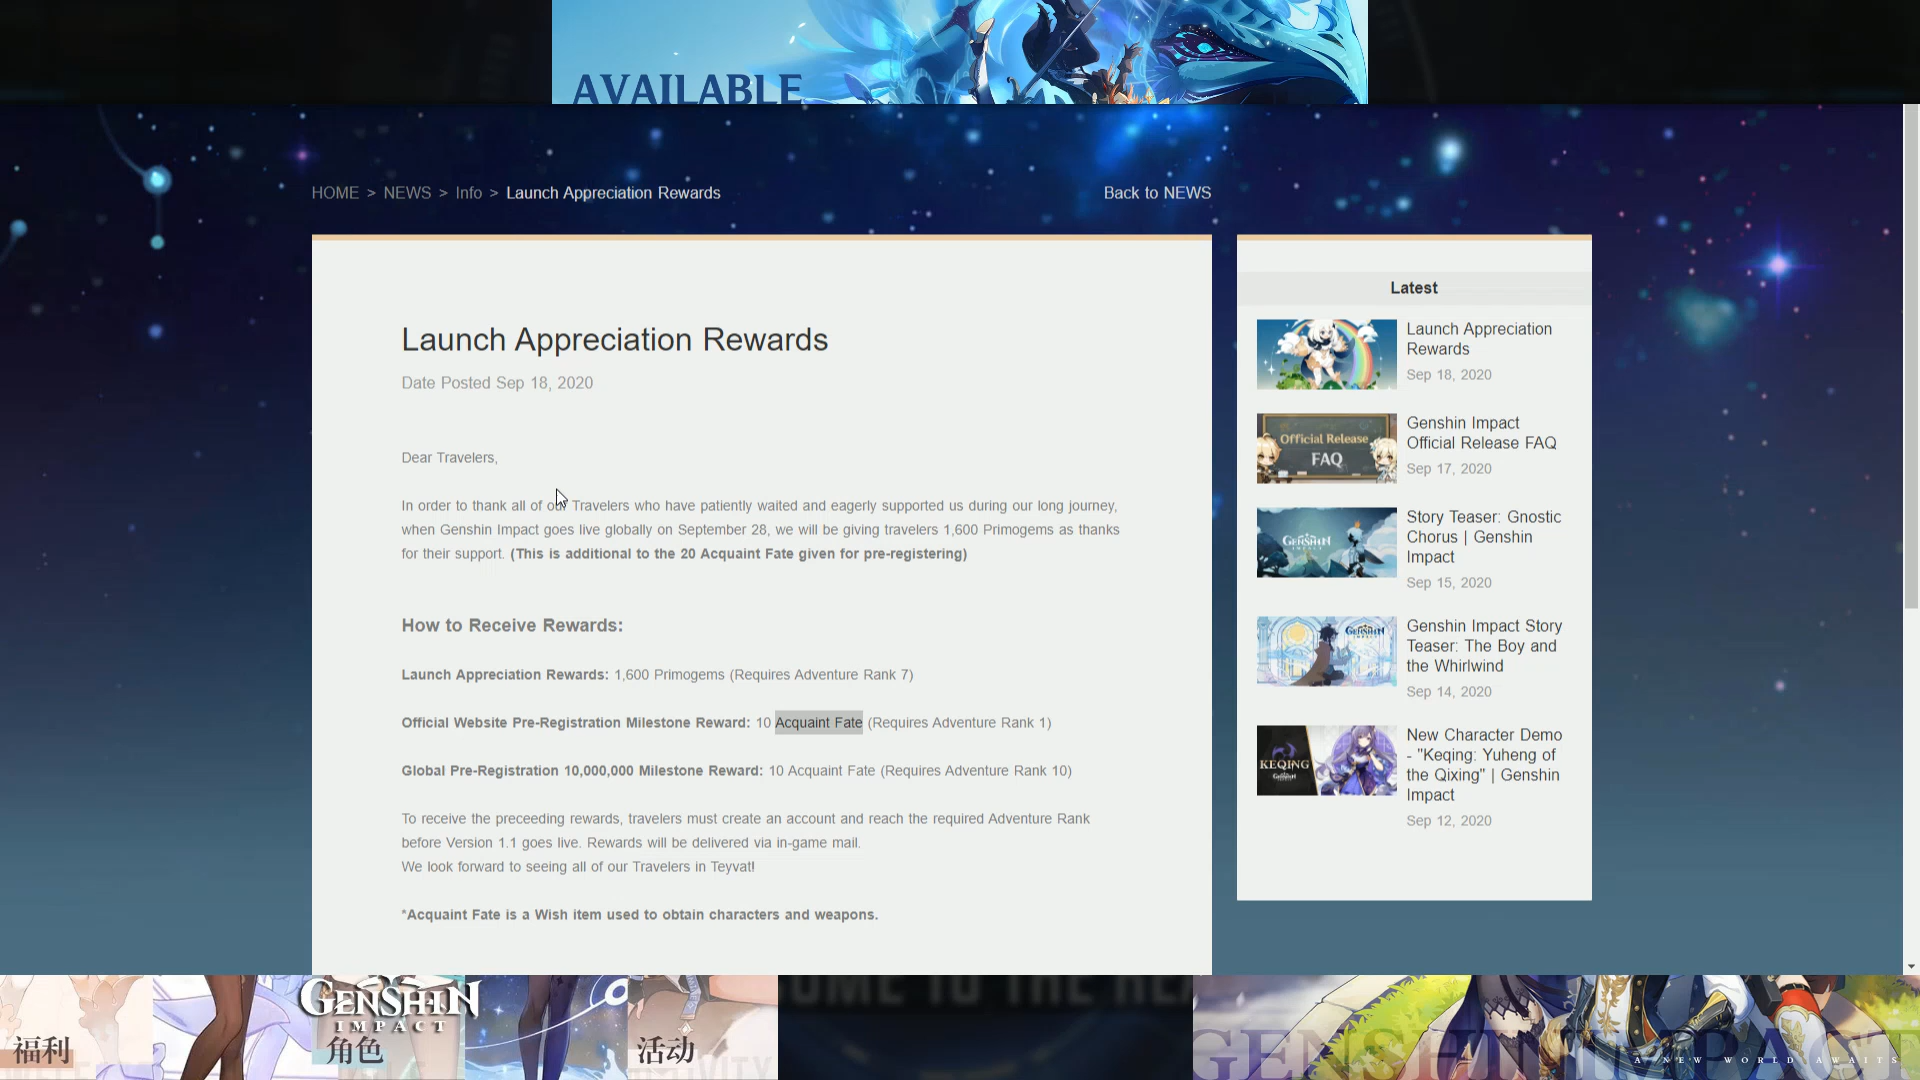 AVAILABLE
HOME > NEWS > Info > Launch Appreciation Rewards
Back to NEWS
Launch Appreciation Rewards
Date Posted Sep 18, 2020
Dear Travelers,
In order to thank all of our Travelers who have patiently waited and eagerly supported us during our long journey,
when Genshin Impact goes live globally on September 28, we will be giving travelers 1,600 Primogems as thanks
for their support. (This is additional to the 20 Acquaint Fate given for pre-registering)
How to Receive Rewards:
Launch Appreciation Rewards: 1,600 Primogems (Requires Adventure Rank 7)
Official Website Pre-Registration Milestone Reward: 10 Acquaint Fate (Requires Adventure Rank 1)
Global Pre-Registration 10,000,000 Milestone Reward: 10 Acquaint Fate (Requires Adventure Rank 10)
To receive the preceeding rewards, travelers must create an account and reach the required Adventure Rank
before Version 1.1 goes live. Rewards will be delivered via in-game mail.
We look forward to seeing all of our Travelers in Teyvat!
*Acquaint Fate is a Wish item used to obtain characters and weapons.
Latest
Launch Appreciation
Rewards
Sep 18, 2020
Official Release
FAQ
Genshin Impact
Official Release FAQ
Sep 17, 2020
GENSHIN
IMPACT
Story Teaser: Gnostic
Chorus | Genshin
Impact
Sep 15, 2020
GENSHIN
IMPACT
Genshin Impact Story
Teaser: The Boy and
the Whirlwind
Sep 14, 2020
KEQING
New Character Demo
- "Keqing: Yuheng of
the Qixing" | Genshin
Impact
Sep 12, 2020
福利
GENSHIN
IMPACT
角色
活动
OME TO THE REA
GENSHIN IMPACT
A NEW WORLD AWAITS